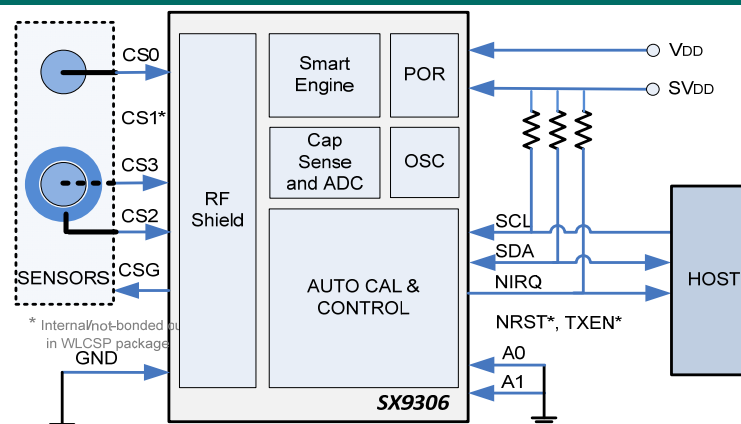 CS0
CS1*
CS3
CS2
SENSORS
CSG
* Internal/not-bonded
in WLCSP package
GND
RF
Shield
Smart
Engine
POR
Cap
Sense
and ADC
OSC
AUTO CAL &
CONTROL
SX9306
VDD
SVDD
SCL
SDA
NIRQ
NRST*, TXEN*
A0
A1
HOST